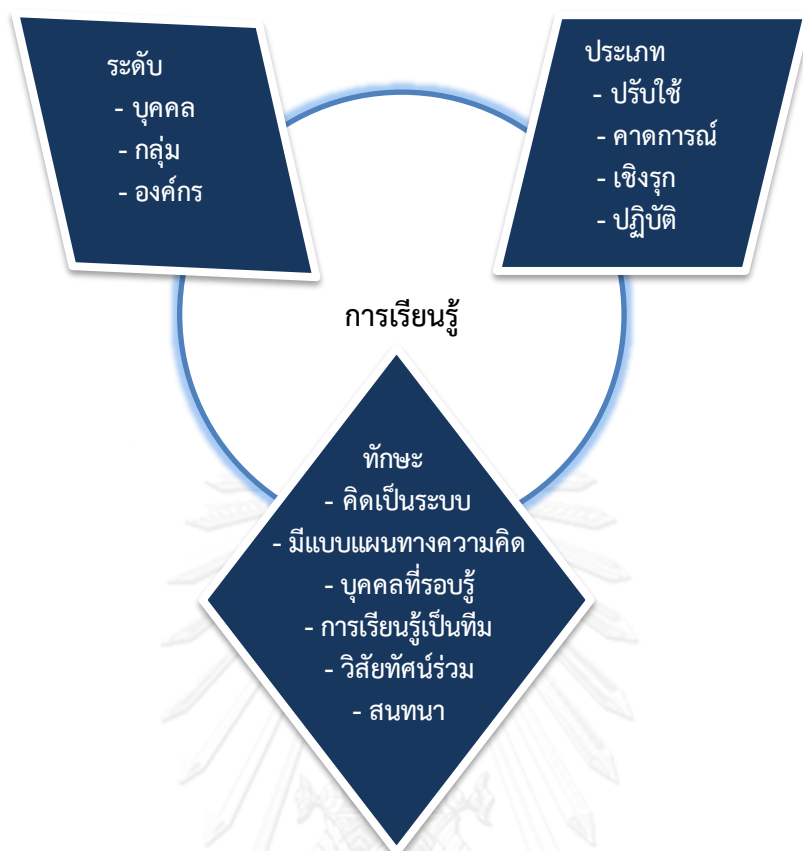 ระดับ
- บุคคล
- กลุ่ม
- องค์กร
ประเภท
- ปรับใช้
- คาดการณ์
- เชิงรุก
- ปฏิบัติ
การเรียนรู้
ทักษะ
- คิดเป็นระบบ
- มีแบบแผนทางความคิด
- บุคคลที่รอบรู้
- การเรียนรู้เป็นทีม
- วิสัยทัศน์ร่วม
- สนทนา